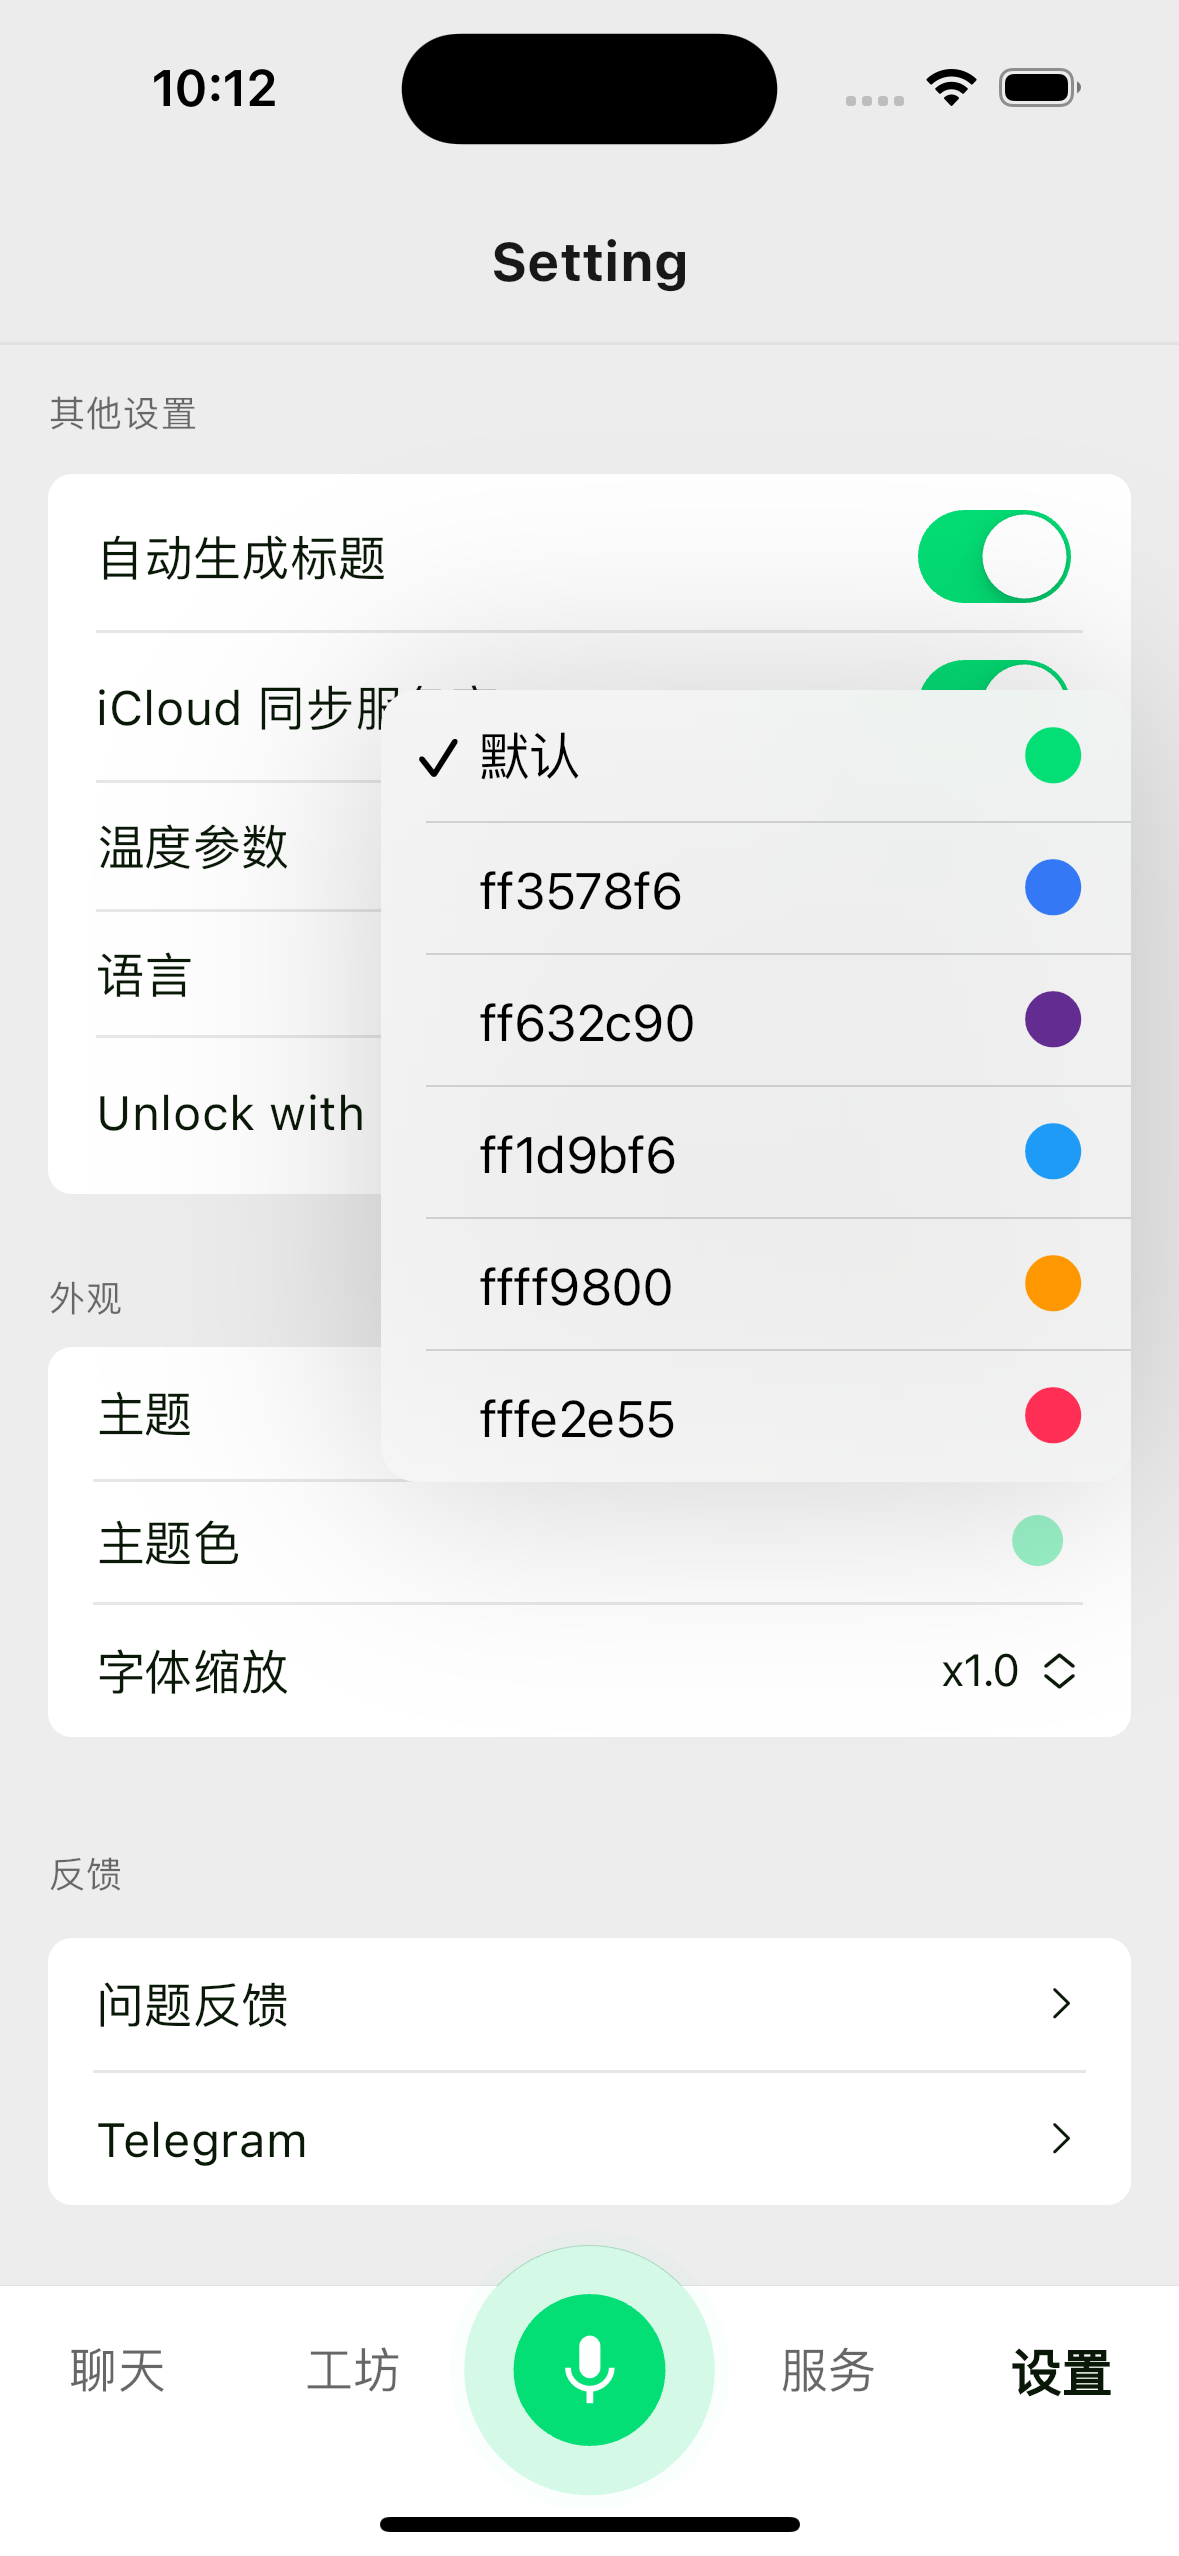 10:12
Setting
其他设置
自动生成标题
iCloud 同步服
温度参数
语言
Unlock with
默认
ff3578f6
ff632c90
ff1d9bf6
ffff9800
fffe2e55
外观
主题
主题色
字体缩放
x1.0
反馈
问题反馈
Telegram
聊天
工坊
服务
设置